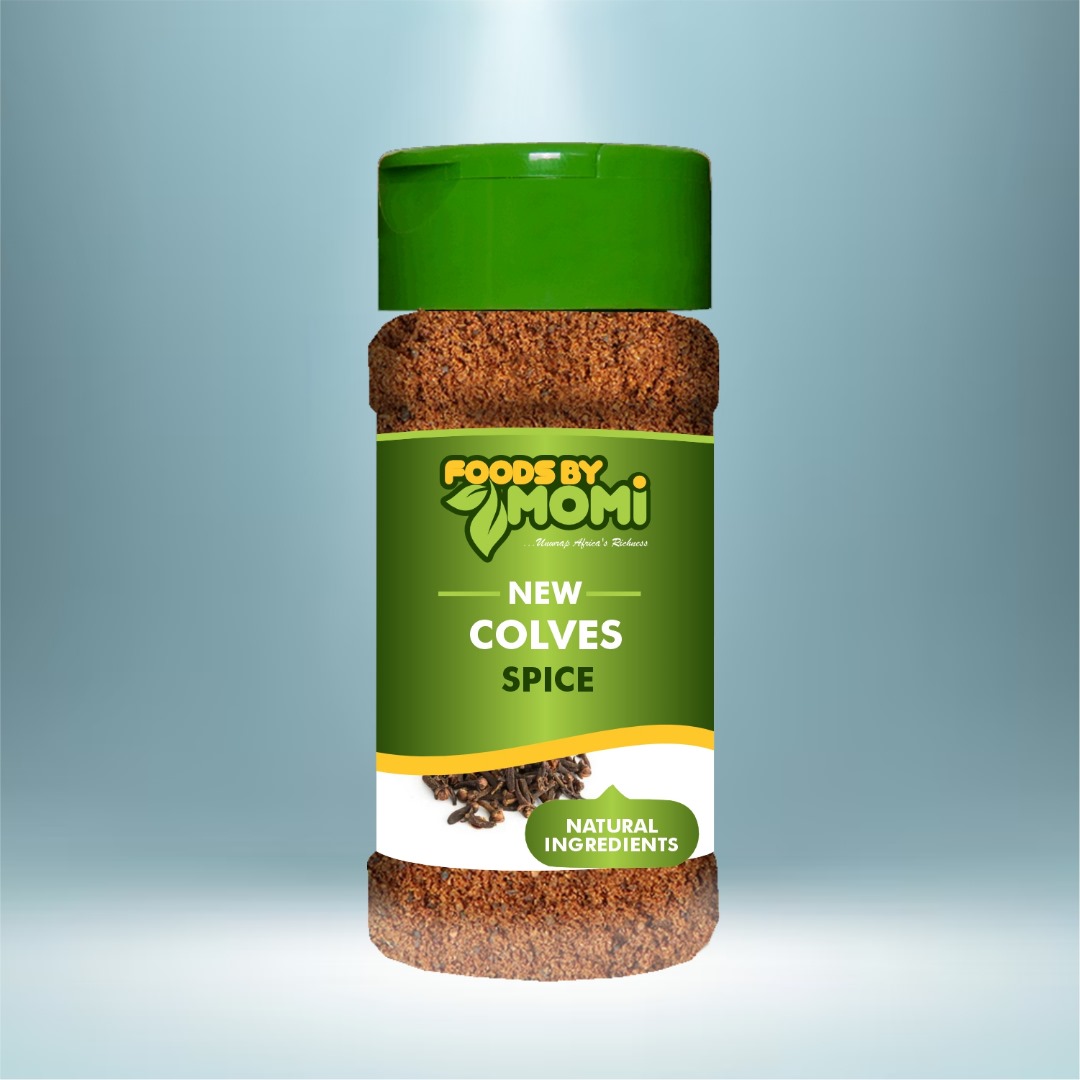 FOODS BY
MOMi
...Unwrap Africa's Richness
NEW
COLVES
SPICE
NATURAL
INGREDIENTS